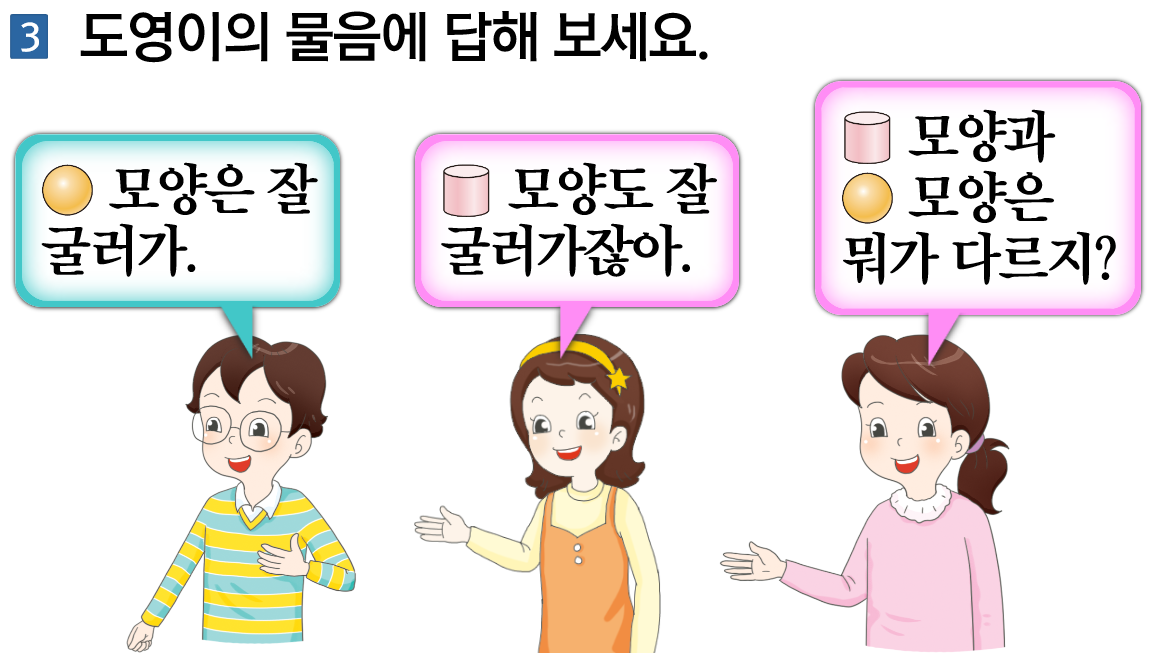 3 도영이의 물음에 답해 보세요.
모양은 잘
굴러가.
모양도 잘
굴러가잖아.
모양과
모양은
뭐가 다르지?